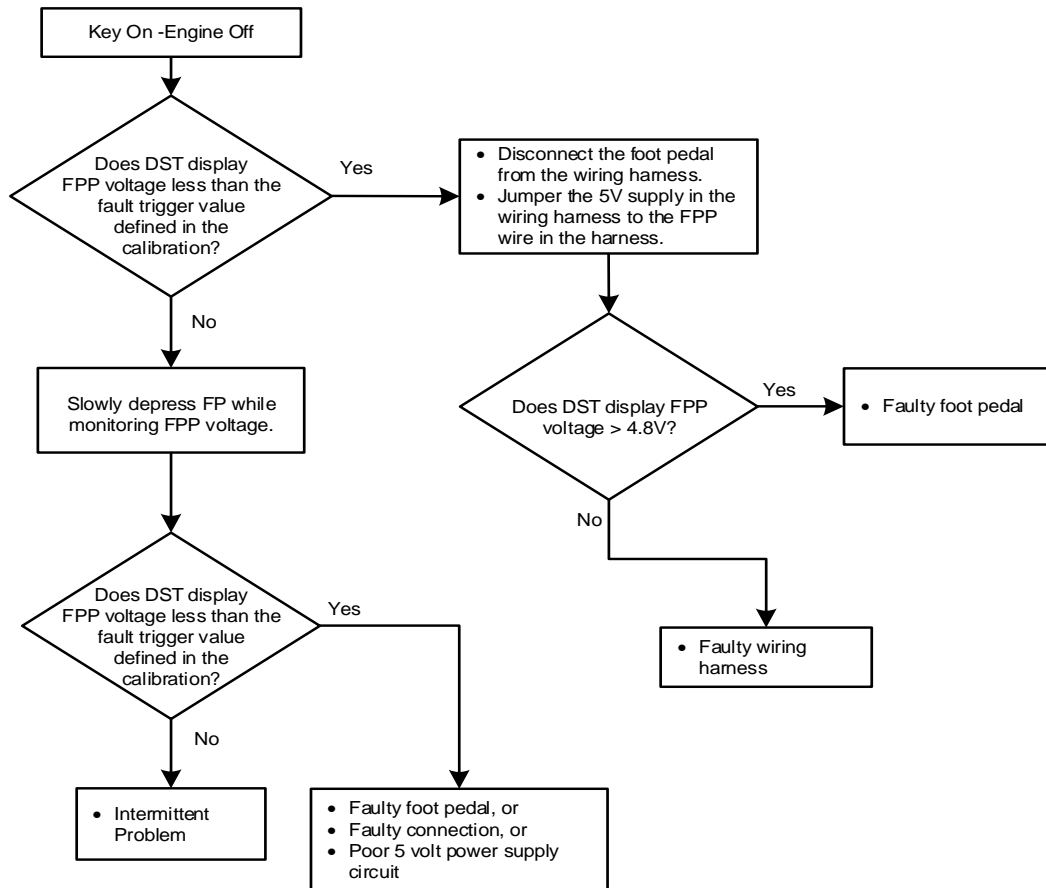 Key On -Engine Off
Does DST display
FPP voltage less than the
fault trigger value
defined in the
calibration?
Yes
• Disconnect the foot pedal
from the wiring harness.
• Jumper the 5V supply in the
wiring harness to the FPP
wire in the harness.
No
Slowly depress FP while
monitoring FPP voltage.
Does DST display FPP
voltage > 4.8V?
Yes
• Faulty foot pedal
No
Does DST display
FPP voltage less than the
fault trigger value
defined in the
calibration?
Yes
• Faulty wiring
harness
No
• Intermittent
Problem
• Faulty foot pedal, or
• Faulty connection, or
• Poor 5 volt power supply
circuit